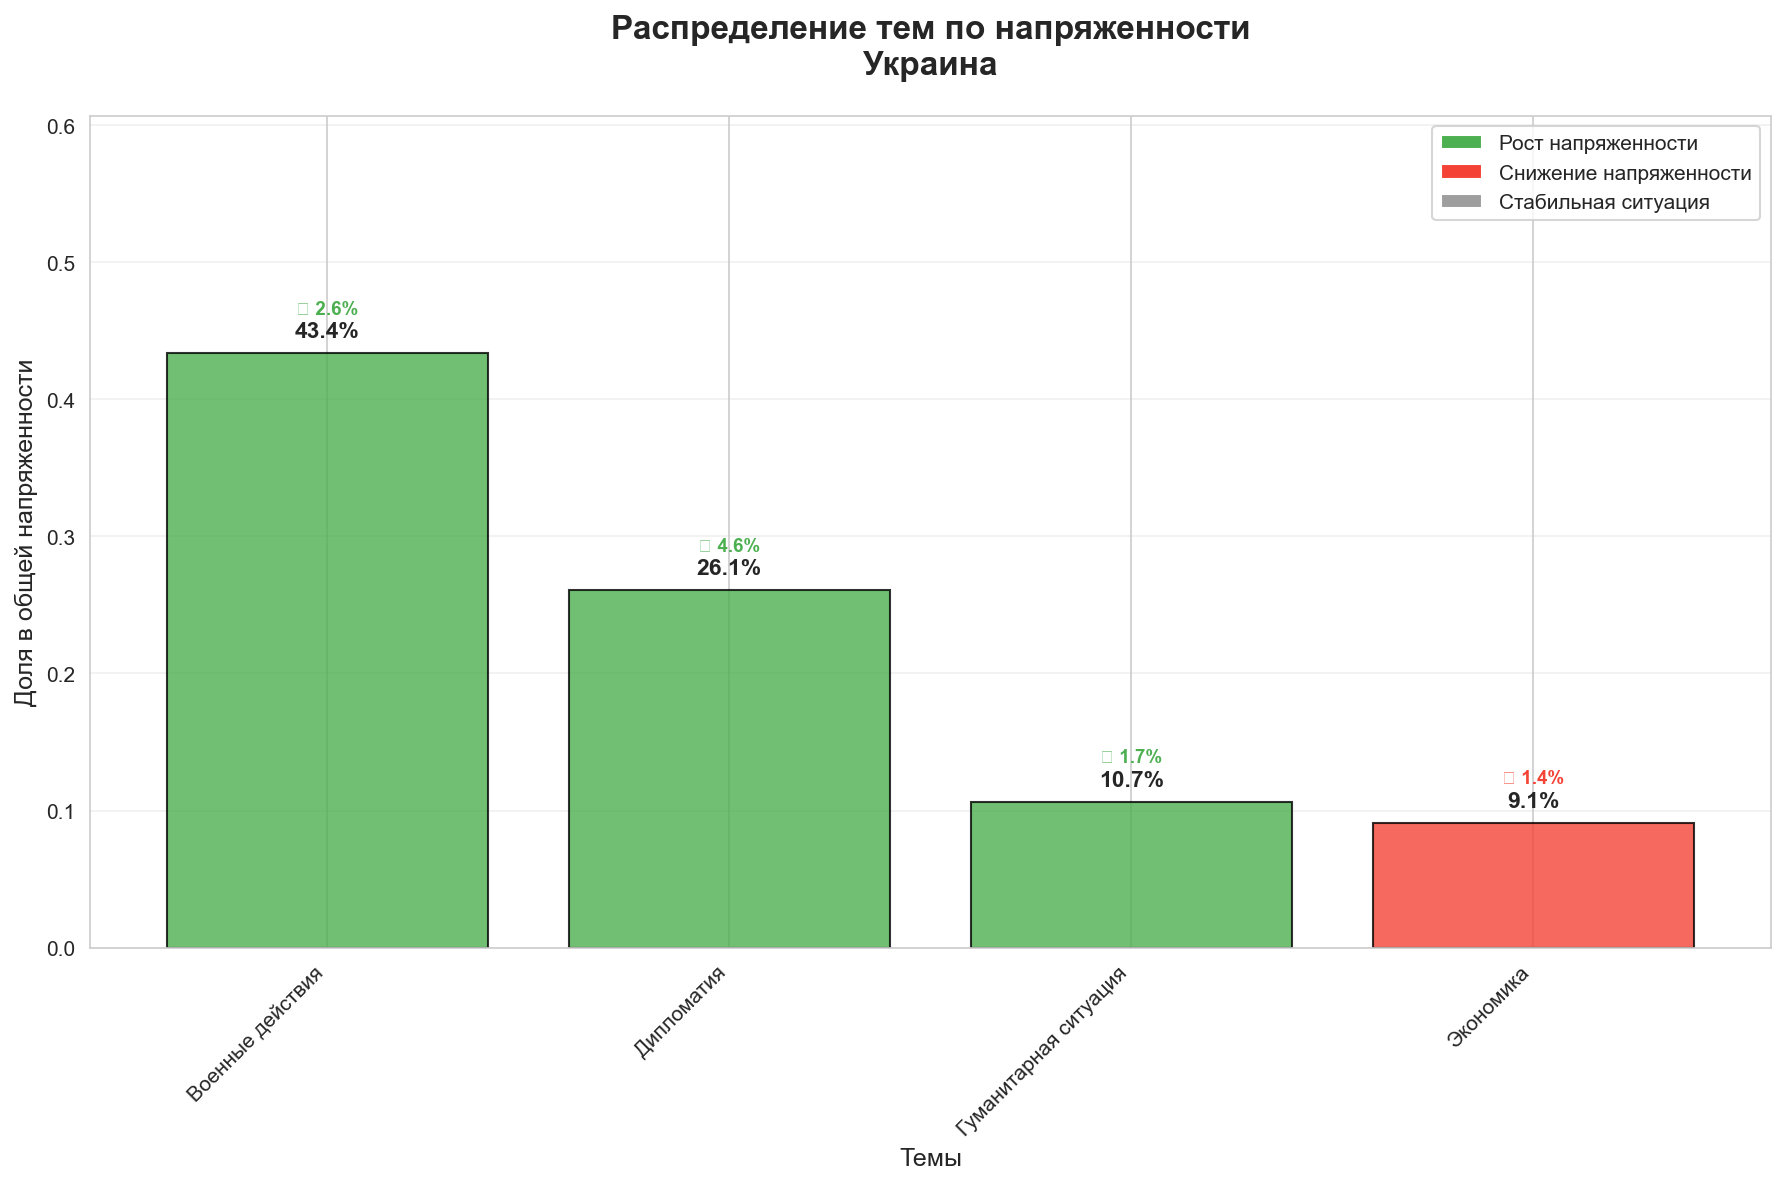 Распределение тем по напряженности
Украина
Рост напряженности
Снижение напряженности
Стабильная ситуация
Доля в общей напряженности
0.6
0.5
0.4
0.3
0.2
0.1
0.0
2.6%
43.4%
4.6%
26.1%
1.7%
10.7%
1.4%
9.1%
Военные действия
Дипломатия
Гуманитарная ситуация
Экономика
Темы